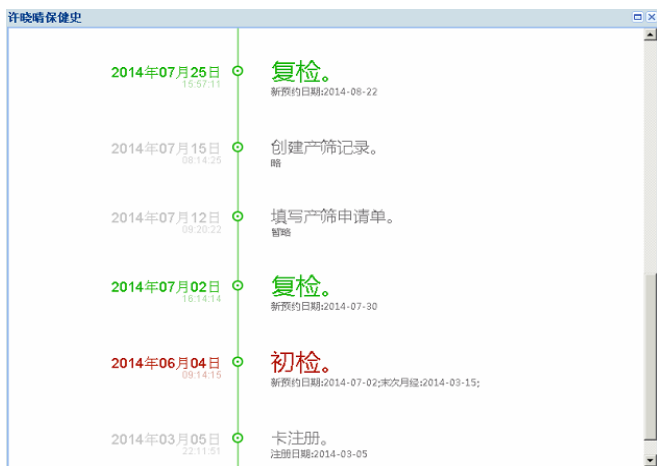 许晓晴保健史
2014年07月25日
15:57:11
复检。
新预约日期:2014-08-22
2014年07月15日
08:14:25
创建产筛记录。
略
2014年07月12日
09:20:22
填写产筛申请单。
暂略
2014年07月02日
16:14:14
复检。
新预约日期:2014-07-30
2014年06月04日
09:14:15
初检。
新预约日期:2014-07-02;末次月经:2014-03-15;
2014年03月05日
22:11:51
卡注册。
注册日期:2014-03-05